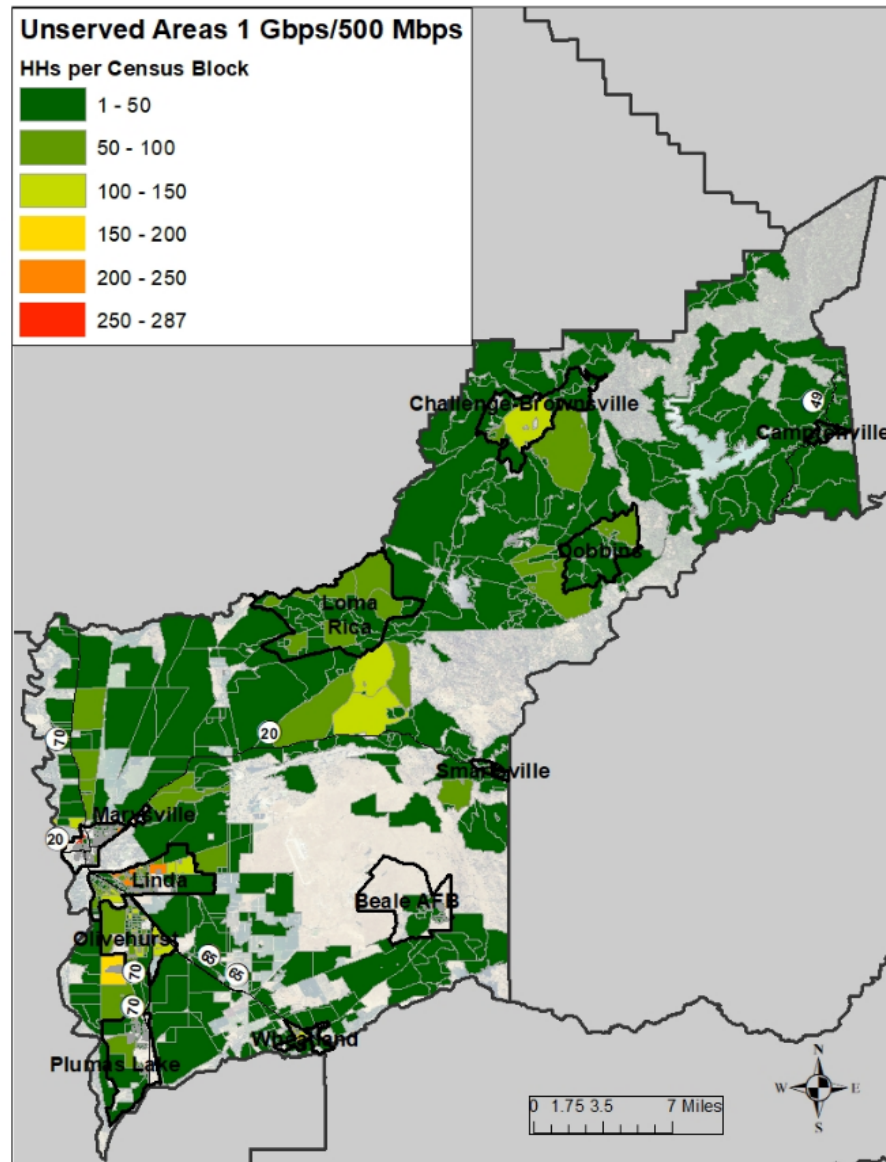 Unserved Areas 1 Gbps/500 Mbps
HHs per Census Block
1 - 50
50 - 100
100 - 150
150 - 200
200 - 250
250 - 287
Challenge-Brownsville
49
Camptonville
Dobbins
Loma
Rica
20
70
Smartsville
Marysville
20
Linda
Beale AFB
Olivehurst
65
65
70
70
Wheatland
Plumas Lake
N
W
E
S
0 1.75 3.5 7 Miles